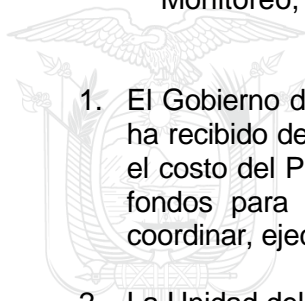 Monitoreo,
1. El Gobierno d
ha recibido de
el costo del P
fondos para
coordinar, ejec
2. La Unidad del